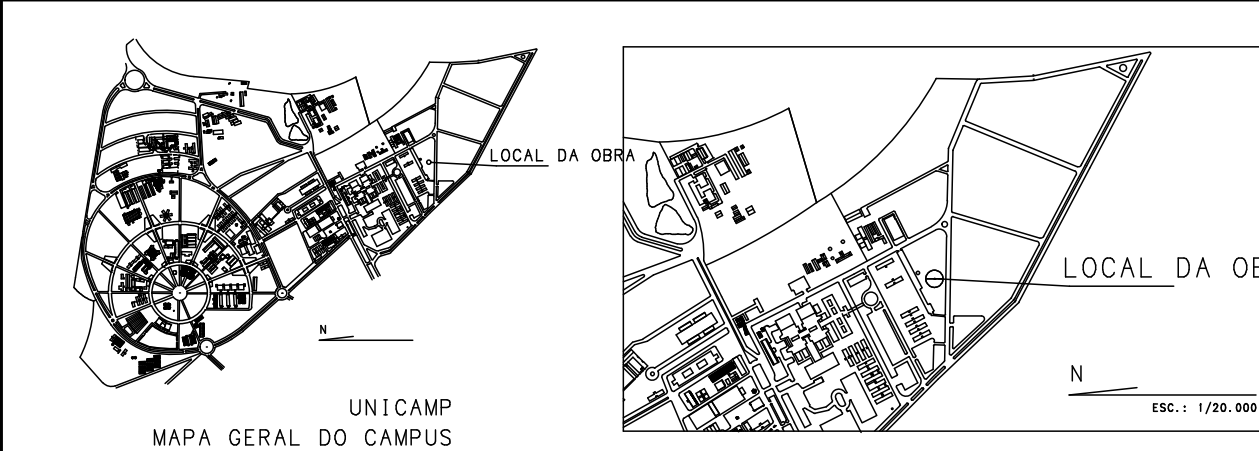 LOCAL DA OBRA
N
UNICAMP
MAPA GERAL DO CAMPUS
LOCAL DA OB
N
ESC.: 1/20.000